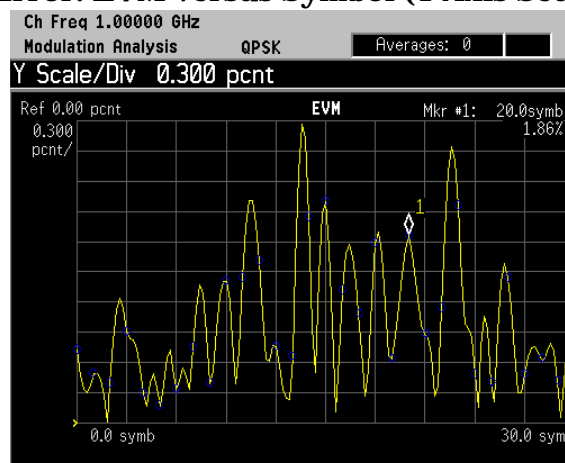 Ch Freq 1.00000 GHz
Modulation Analysis QPSK Averages: 0
Y Scale/Div 0.300 pcnt
Ref 0.00 pcnt EVM Mkr #1: 20.0symb
0.300 1.86%
pcnt/
1
0.0 symb 30.0 sym